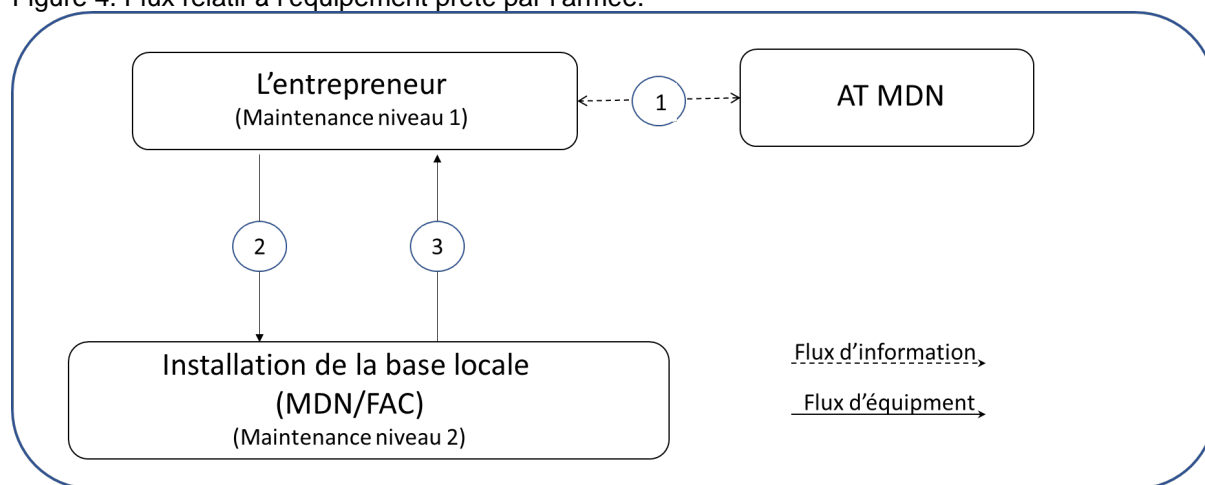 Figure 4. Flux relatif à l'équipement prêté par l'armée.
L'entrepreneur
(Maintenance niveau 1)
1
AT MDN
2
3
Installation de la base locale
(MDN/FAC)
(Maintenance niveau 2)
Flux d'information
Flux d'équipment